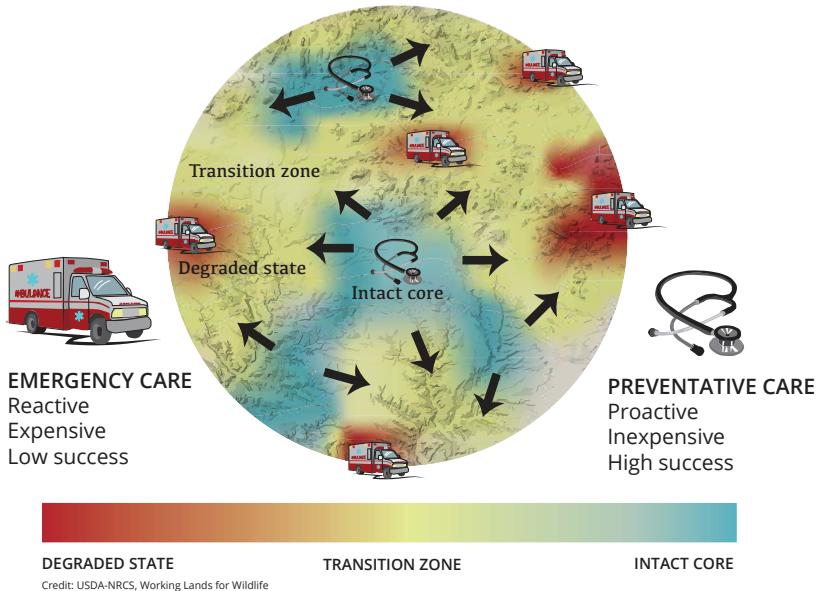 Transition zone
Degraded state
Intact core
AMBULANCE
EMERGENCY CARE
Reactive
Expensive
Low success
PREVENTATIVE CARE
Proactive
Inexpensive
High success
DEGRADED STATE
TRANSITION ZONE
INTACT CORE
Credit: USDA-NRCS, Working Lands for Wildlife